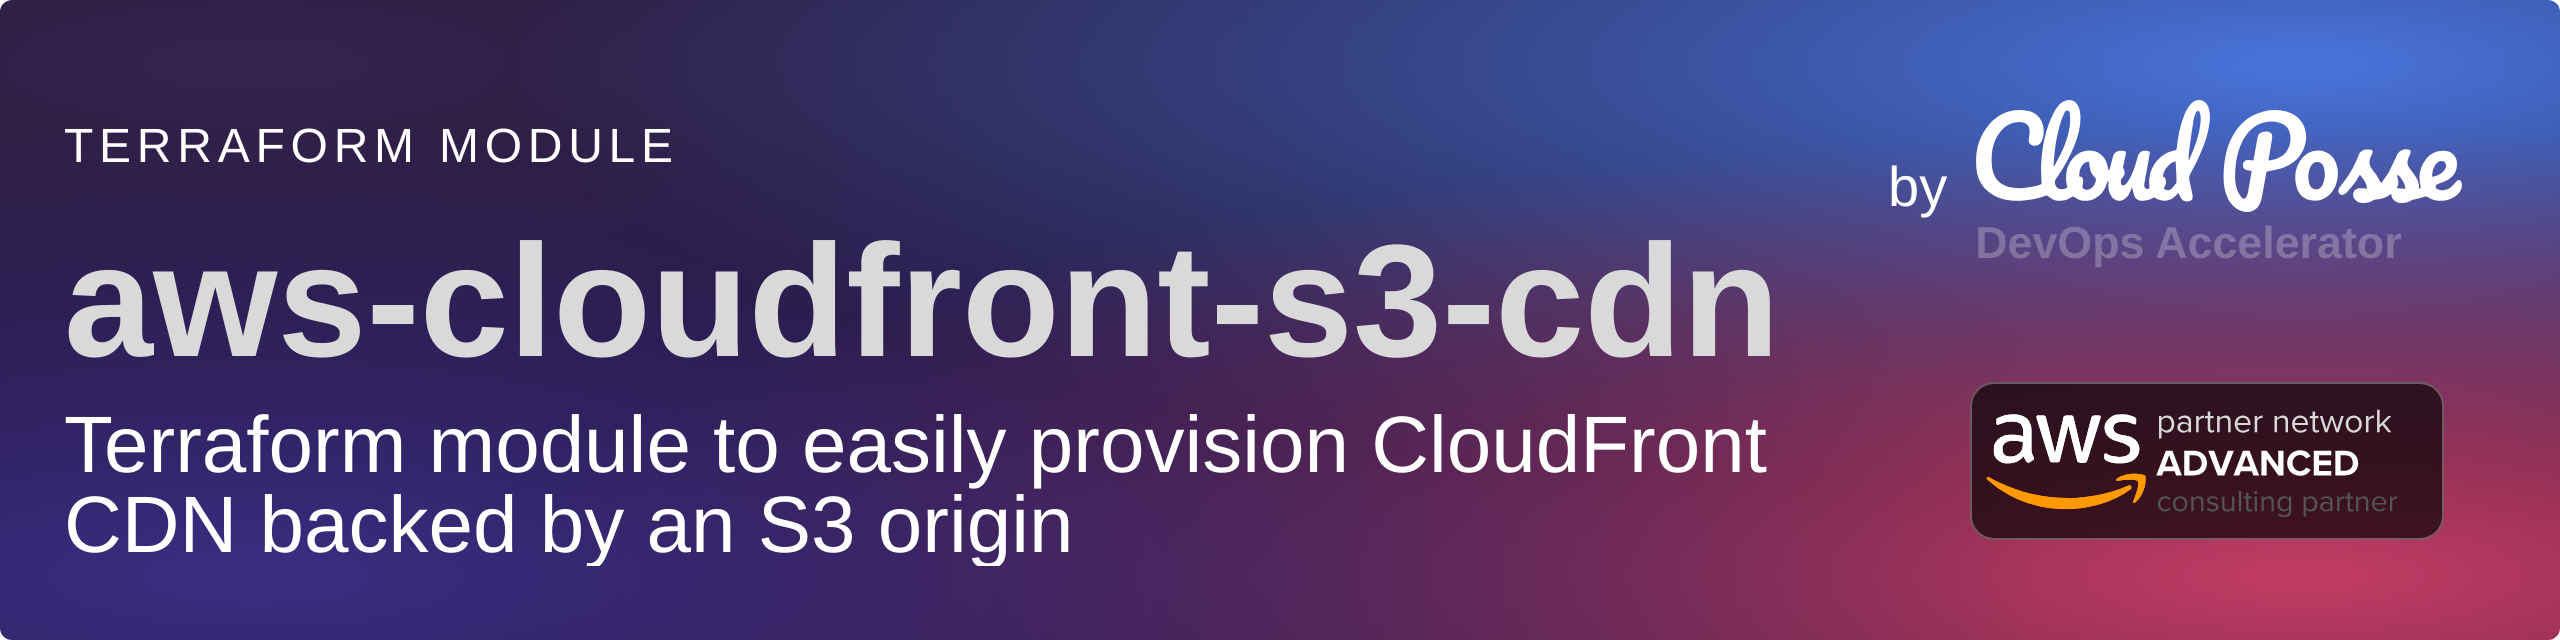 TERRAFORM MODULE
by Cloud Posse
DevOps Accelerator
aws-cloudfront-s3-cdn
Terraform module to easily provision CloudFront
CDN backed by an S3 origin
aws partner network
ADVANCED
consulting partner